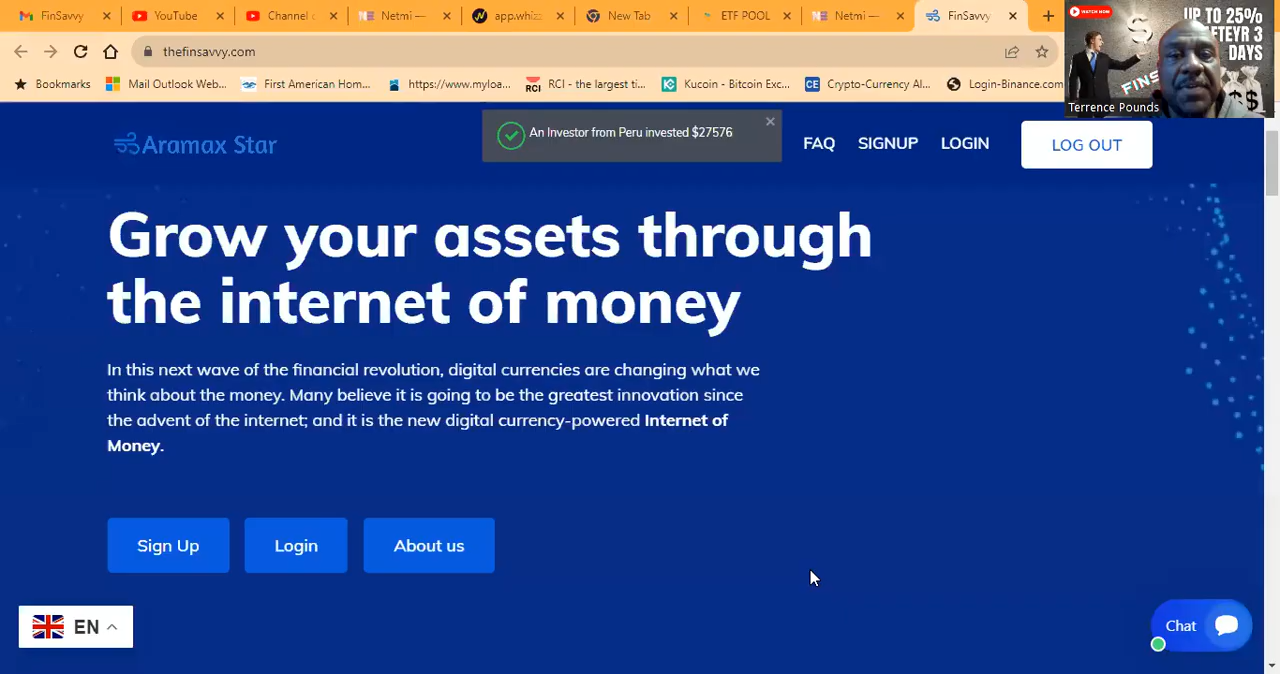 FinSavvy
YouTube
Channel
Netmi —
app.whiz
New Tab
ETF POOL
Netmi —
FinSavvy
thefinsavvy.com
Bookmarks
Mail Outlook Web...
First American Hom...
https://www.myloa...
RCI
RCI - the largest ti...
Kucoin - Bitcoin Exc...
CE
Crypto-Currency Al...
Login-Binance.com
WATCH NOW
UP TO 25%
3
DAYS
FINS
$$
Terrence Pounds
Aramax Star
An Investor from Peru invested $27576
FAQ
SIGNUP
LOGIN
LOG OUT
Grow your assets through
the internet of money
In this next wave of the financial revolution, digital currencies are changing what we
think about the money. Many believe it is going to be the greatest innovation since
the advent of the internet; and it is the new digital currency-powered Internet of
Money.
Sign Up
Login
About us
EN
Chat